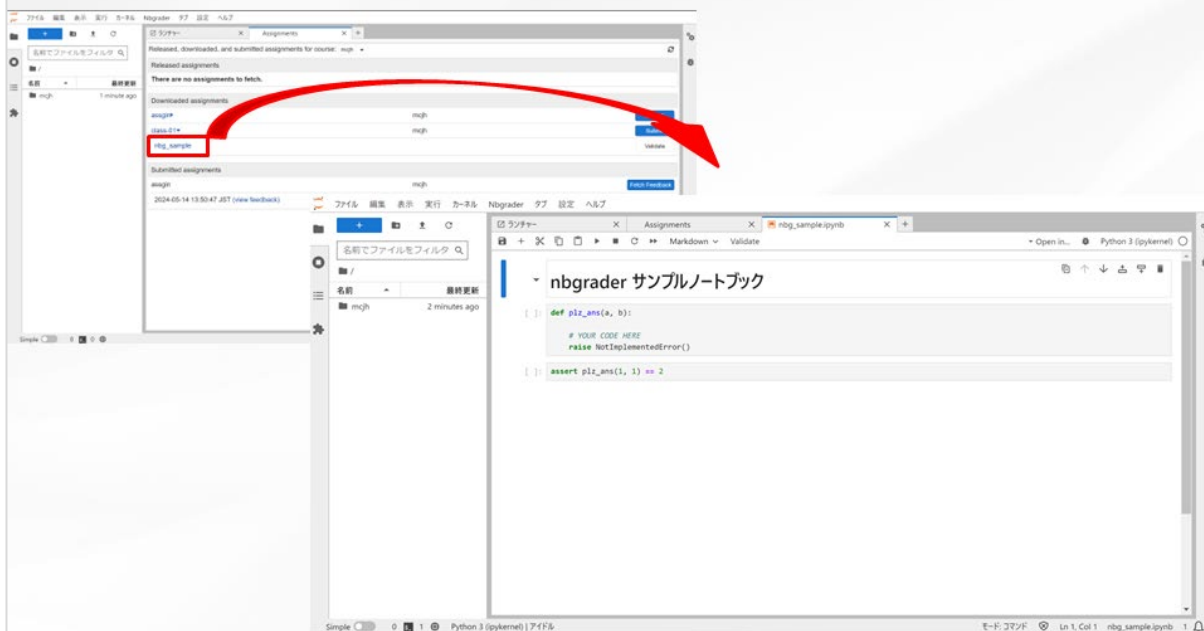 ファイル 編集 表示 実行 カーネル Nbgrader タブ 設定 ヘルプ
ランチャー Assignments
名前でファイルをフィルタ
Released, downloaded, and submitted assignments for course: mcjh
/
Released assignments
名前 最終更新
There are no assignments to fetch.
mcjh 1 minute ago
Downloaded assignments
mcjh
class-01 mcjh
nbg_sample Validate
Submitted assignments
mcjh Fetch Feedback
2024-05-14 13:50:47 JST (view feedback)
Simple 0 0
ファイル 編集 表示 実行 カーネル Nbgrader タブ 設定 ヘルプ
ランチャー Assignments nbg_sample.ipynb
Markdown Validate Open in... Python 3 (ipykernel)
名前でファイルをフィルタ
/
名前 最終更新
mcjh 2 minutes ago
nbgrader サンプルノートブック
[ ]: def plz_ans(a, b):
# YOUR CODE HERE
raise NotImplementedError()
[ ]: assert plz_ans(1, 1) == 2
Simple 0 1 Python 3 (ipykernel) | アイドル モード: コマンド Ln 1, Col 1 nbg_sample.ipynb 1